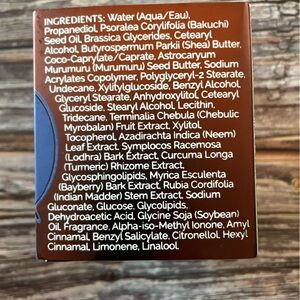 INGREDIENTS: Water (Aqua/Eau),
Propanediol, Psoralea Corylifolia (Bakuchi)
Seed Oil, Brassica Glycerides, Cetearyl
Alcohol, Butyrospermum Parkii (Shea) Butter,
Coco-Caprylate/Caprate, Astrocaryum
Murumuru (Murumuru) Seed Butter, Sodium
Acrylates Copolymer, Polyglyceryl-2 Stearate,
Undecane, Xylitylglucoside, Benzyl Alcohol,
Glyceryl Stearate, Anhydroxylitol, Cetearyl
Glucoside, Stearyl Alcohol, Lecithin,
Tridecane, Terminalia Chebula (Chebulic
Myrobalan) Fruit Extract, Xylitol,
Tocopherol, Azadirachta Indica (Neem)
Leaf Extract, Symplocos Racemosa
(Lodhra) Bark Extract, Curcuma Longa
(Turmeric) Rhizome Extract,
Glycosphingolipids, Myrica Esculenta
(Bayberry) Bark Extract, Rubia Cordifolia
(Indian Madder) Stem Extract, Sodium
Gluconate, Glucose, Glycolipids,
Dehydroacetic Acid, Glycine Soja (Soybean)
Oil, Fragrance, Alpha-iso-Methyl Ionone, Amyl
Cinnamal, Benzyl Salicylate, Citronellol, Hexyl
Cinnamal, Limonene, Linalool.